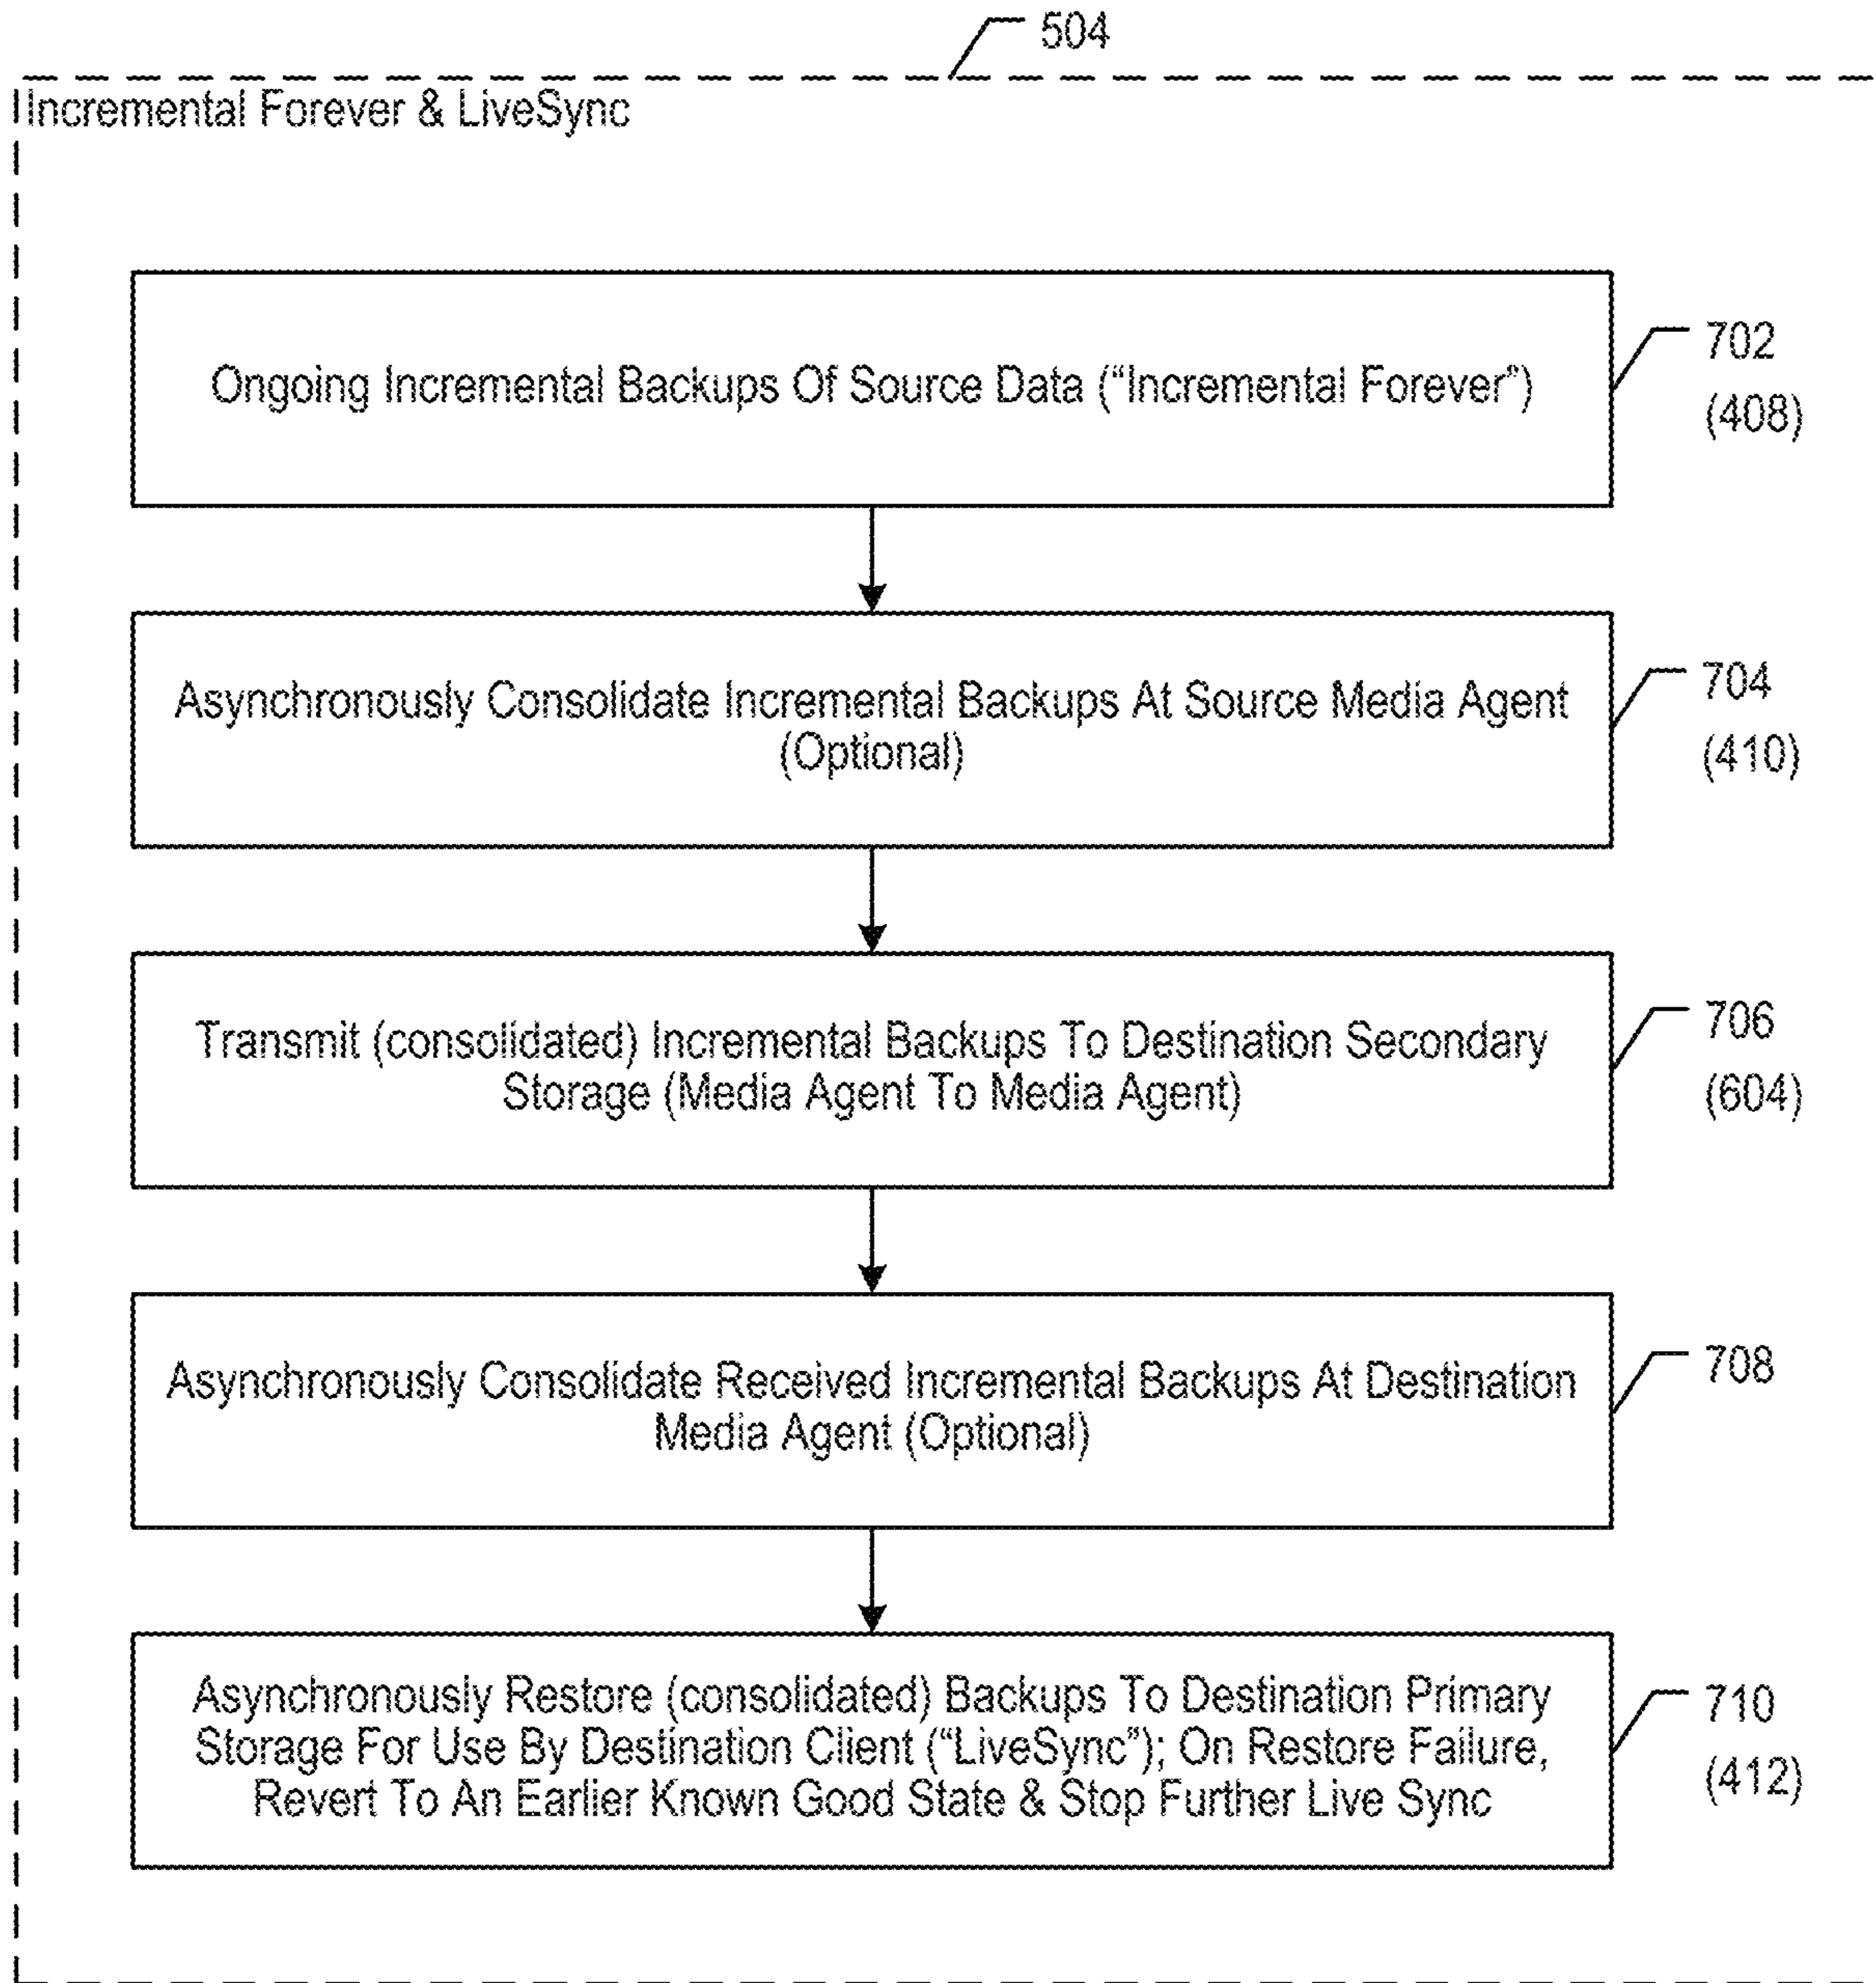 504
Incremental Forever & LiveSync
Ongoing Incremental Backups Of Source Data (“Incremental Forever”)
702
(408)
Asynchronously Consolidate Incremental Backups At Source Media Agent
(Optional)
704
(410)
Transmit (consolidated) Incremental Backups To Destination Secondary
Storage (Media Agent To Media Agent)
706
(604)
Asynchronously Consolidate Received Incremental Backups At Destination
Media Agent (Optional)
708
Asynchronously Restore (consolidated) Backups To Destination Primary
Storage For Use By Destination Client (“LiveSync”); On Restore Failure,
Revert To An Earlier Known Good State & Stop Further Live Sync
710
(412)